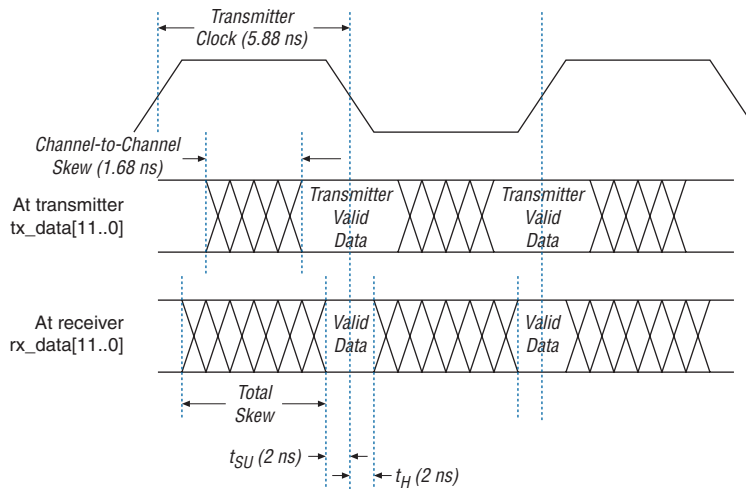 Transmitter
Clock (5.88 ns)
Channel-to-Channel
Skew (1.68 ns)
At transmitter
tx_data[11..0]
Transmitter
Valid
Data
Transmitter
Valid
Data
At receiver
rx_data[11..0]
Valid
Data
Valid
Data
Total
Skew
tSU (2 ns)
tH (2 ns)